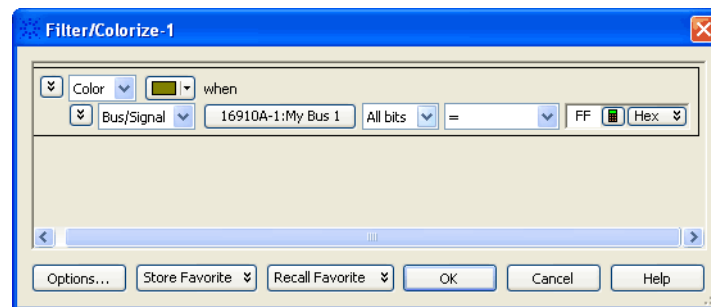 Filter/Colorize-1
Color when
Bus/Signal 16910A-1:My Bus 1 All bits = FF Hex
Options... Store Favorite Recall Favorite OK Cancel Help